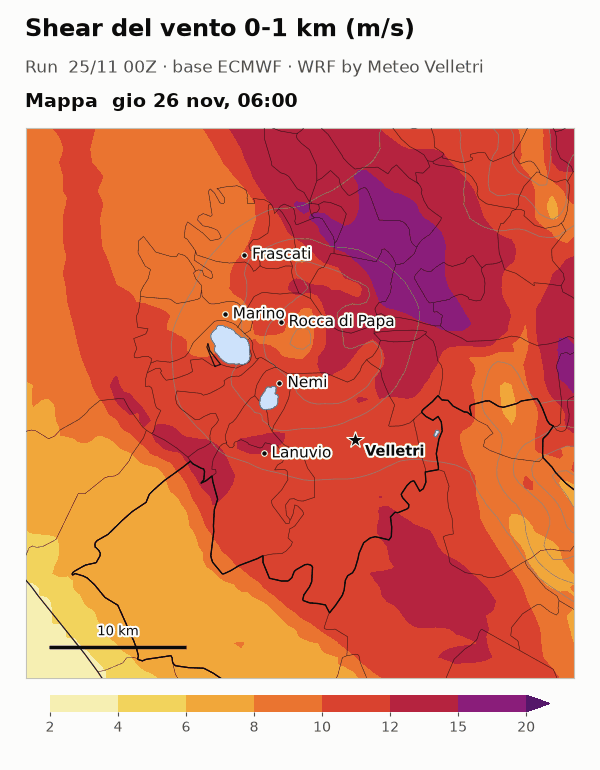 Shear del vento 0-1 km (m/s)
Run  25/11 00Z · base ECMWF · WRF by Meteo Velletri
Mappa  gio 26 nov, 06:00
Frascati
Marino
Rocca di Papa
Nemi
Velletri
Lanuvio
10 km
2 4 6 8 10 12 15 20